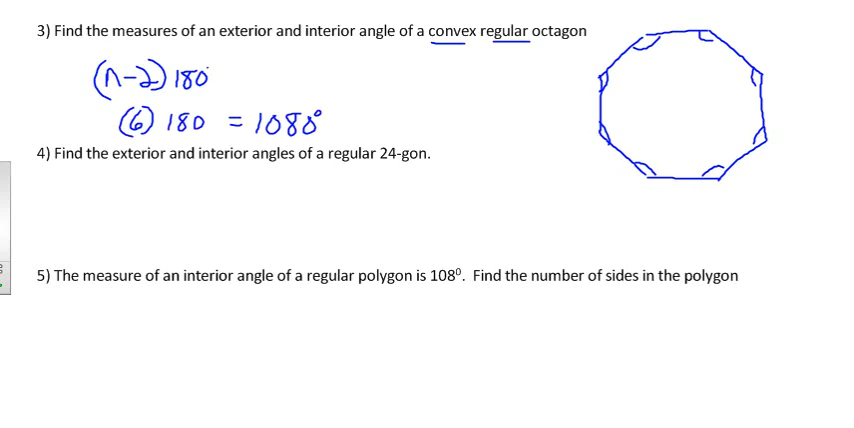 3) Find the measures of an exterior and interior angle of a convex regular octagon
(n-2)180
(6) 180 = 1080°
4) Find the exterior and interior angles of a regular 24-gon.
5) The measure of an interior angle of a regular polygon is 108⁰. Find the number of sides in the polygon